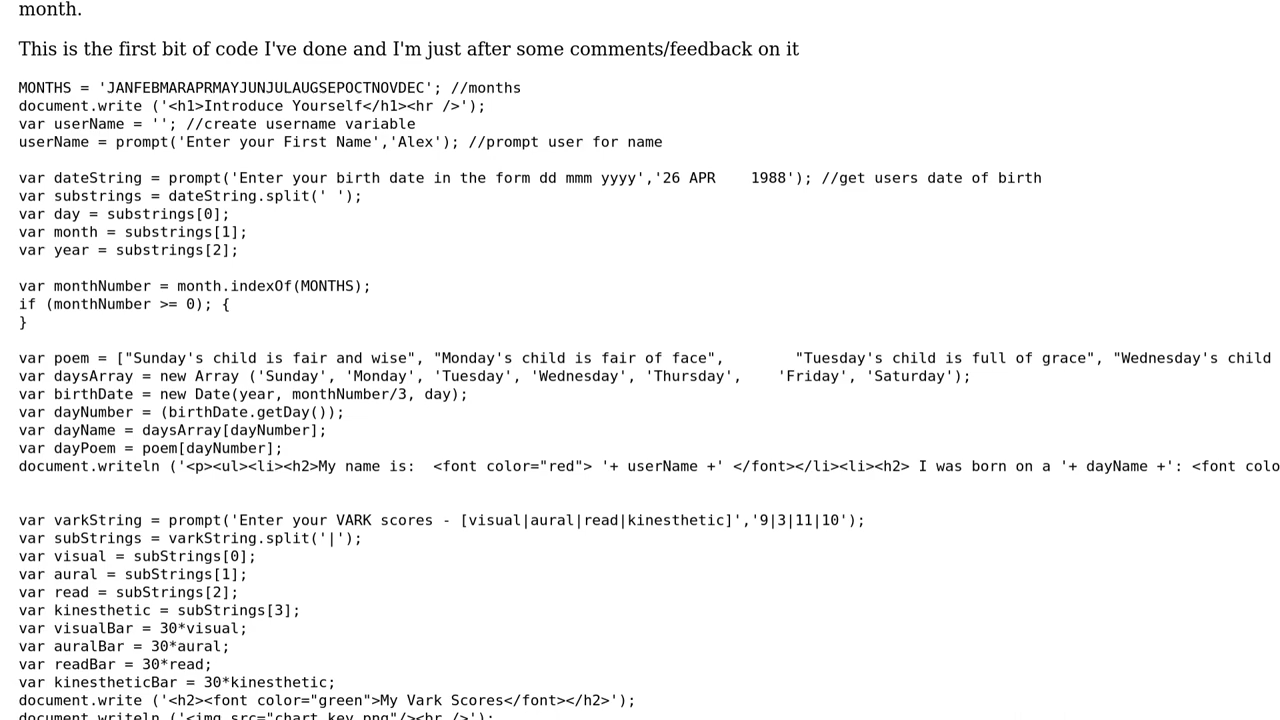 month.
This is the first bit of code I've done and I'm just after some comments/feedback on it
MONTHS = 'JANFEBMARAPRMAYJUNJULAUGSEPOCTNOVDEC'; //months
document.write ('<h1>Introduce Yourself</h1><hr />');
var userName = ''; //create username variable
userName = prompt('Enter your First Name','Alex'); //prompt user for name
var dateString = prompt('Enter your birth date in the form dd mmm yyyy','26 APR    1988'); //get users date of birth
var substrings = dateString.split(' ');
var day = substrings[0];
var month = substrings[1];
var year = substrings[2];
var monthNumber = month.indexOf(MONTHS);
if (monthNumber >= 0); {
}
var poem = ["Sunday's child is fair and wise", "Monday's child is fair of face",        "Tuesday's child is full of grace", "Wednesday's child
var daysArray = new Array ('Sunday', 'Monday', 'Tuesday', 'Wednesday', 'Thursday',    'Friday', 'Saturday');
var birthDate = new Date(year, monthNumber/3, day);
var dayNumber = (birthDate.getDay());
var dayName = daysArray[dayNumber];
var dayPoem = poem[dayNumber];
document.writeln ('<p><ul><li><h2>My name is:  <font color="red"> '+ userName +' </font></li><li><h2> I was born on a '+ dayName +': <font colo
var varkString = prompt('Enter your VARK scores - [visual|aural|read|kinesthetic]','9|3|11|10');
var subStrings = varkString.split('|');
var visual = subStrings[0];
var aural = subStrings[1];
var read = subStrings[2];
var kinesthetic = subStrings[3];
var visualBar = 30*visual;
var auralBar = 30*aural;
var readBar = 30*read;
var kinestheticBar = 30*kinesthetic;
document.write ('<h2><font color="green">My Vark Scores</font></h2>');
document.writeln ('<img src="chart_key.png"/><br />');